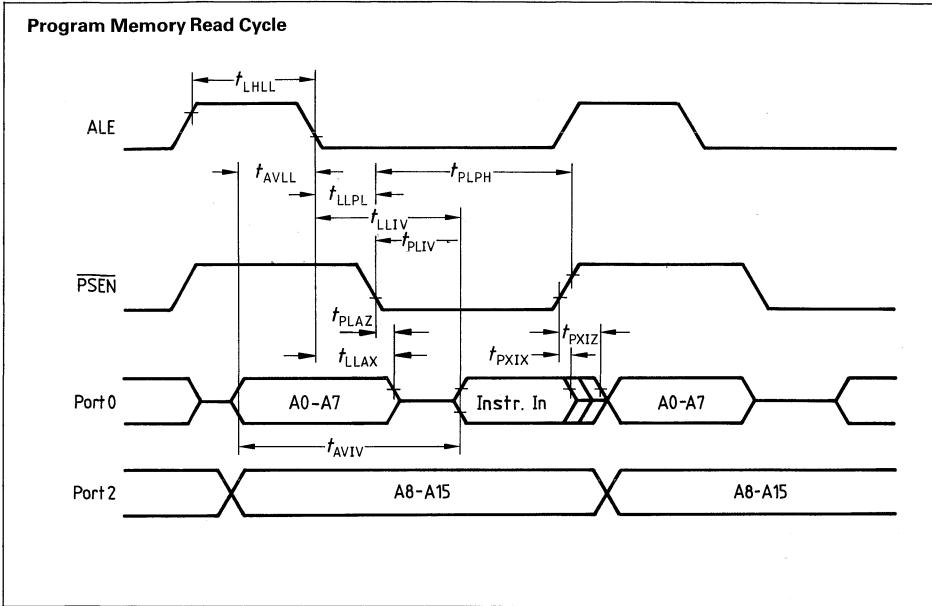 Program Memory Read Cycle
tLHLL
ALE
tAVLL
tPLPH
tLLPL
tLLIV
tPLIV
PSEN
tPLAZ
tPXIZ
tLLAX
tPXIX
Port 0
A0-A7
Instr. In
A0-A7
tAVIV
Port 2
A8-A15
A8-A15